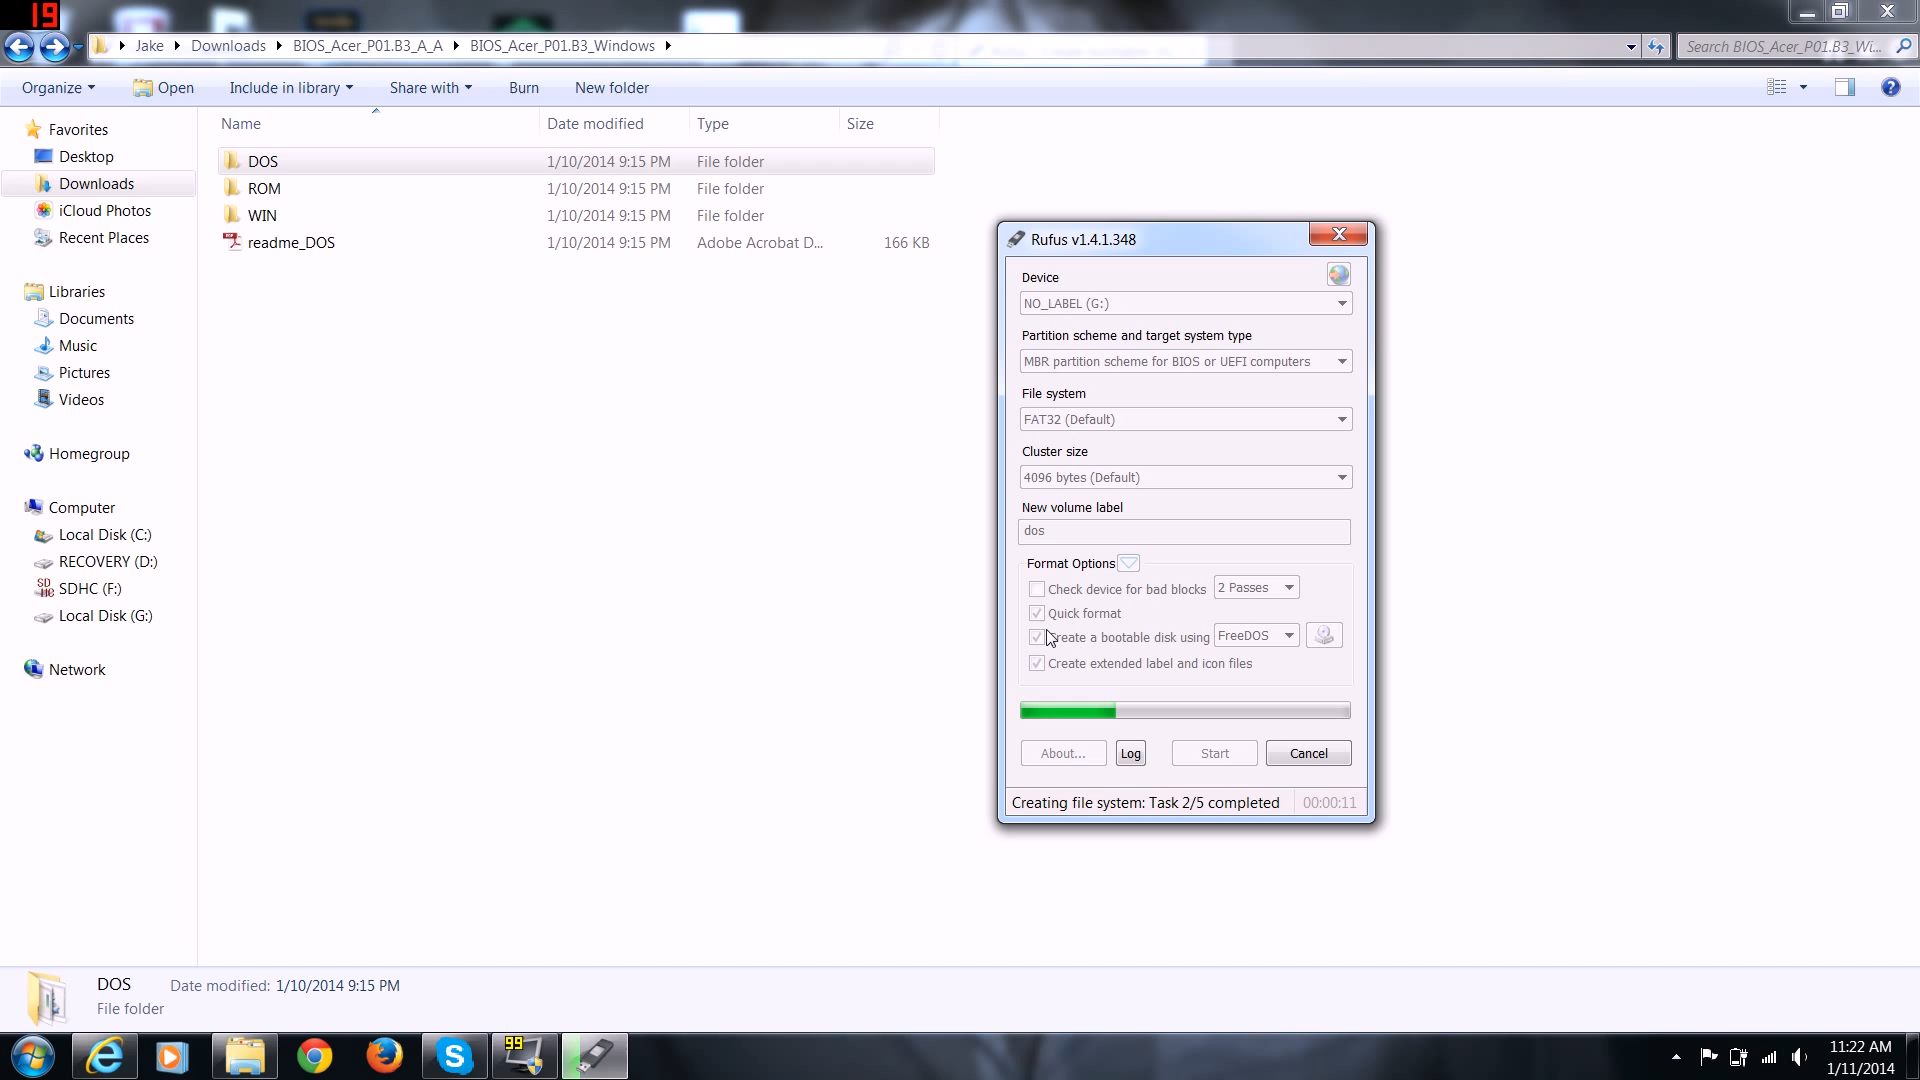 19
Jake
Downloads
BIOS_Acer_P01.B3_A_A
BIOS_Acer_P01.B3_Windows
Search BIOS_Acer_P01.B3_Wi...
Organize
Open
Include in library
Share with
Burn
New folder
Name
Date modified
Type
Size
DOS 1/10/2014 9:15 PM File folder
ROM 1/10/2014 9:15 PM File folder
WIN 1/10/2014 9:15 PM File folder
readme_DOS 1/10/2014 9:15 PM Adobe Acrobat D... 166 KB
Favorites
Desktop
Downloads
iCloud Photos
Recent Places
Libraries
Documents
Music
Pictures
Videos
Homegroup
Computer
Local Disk (C:)
RECOVERY (D:)
SDHC (F:)
Local Disk (G:)
Network
Rufus v1.4.1.348
Device
NO_LABEL (G:)
Partition scheme and target system type
MBR partition scheme for BIOS or UEFI computers
File system
FAT32 (Default)
Cluster size
4096 bytes (Default)
New volume label
dos
Format Options
Check device for bad blocks 2 Passes
Quick format
Create a bootable disk using FreeDOS
Create extended label and icon files
About...
Log
Start
Cancel
Creating file system: Task 2/5 completed 00:00:11
DOS
Date modified: 1/10/2014 9:15 PM
File folder
99
11:22 AM
1/11/2014